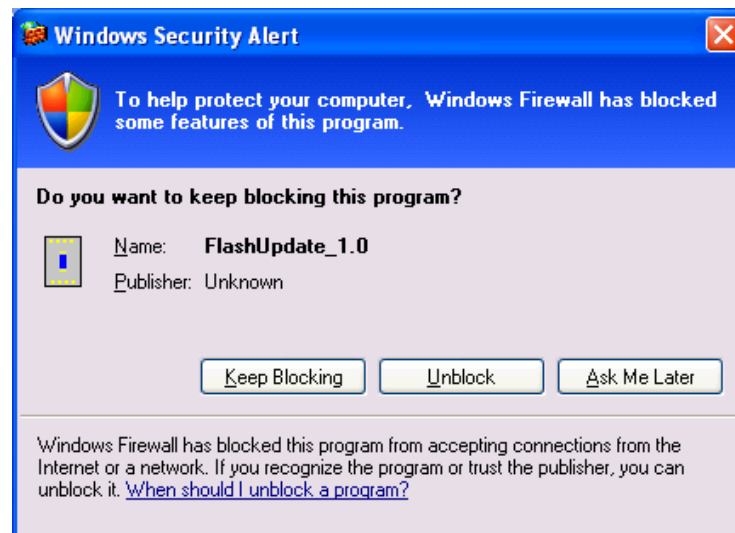 Windows Security Alert
To help protect your computer, Windows Firewall has blocked
some features of this program.
Do you want to keep blocking this program?
Name: FlashUpdate_1.0
Publisher: Unknown
Keep Blocking Unblock Ask Me Later
Windows Firewall has blocked this program from accepting connections from the
Internet or a network. If you recognize the program or trust the publisher, you can
unblock it. When should I unblock a program?